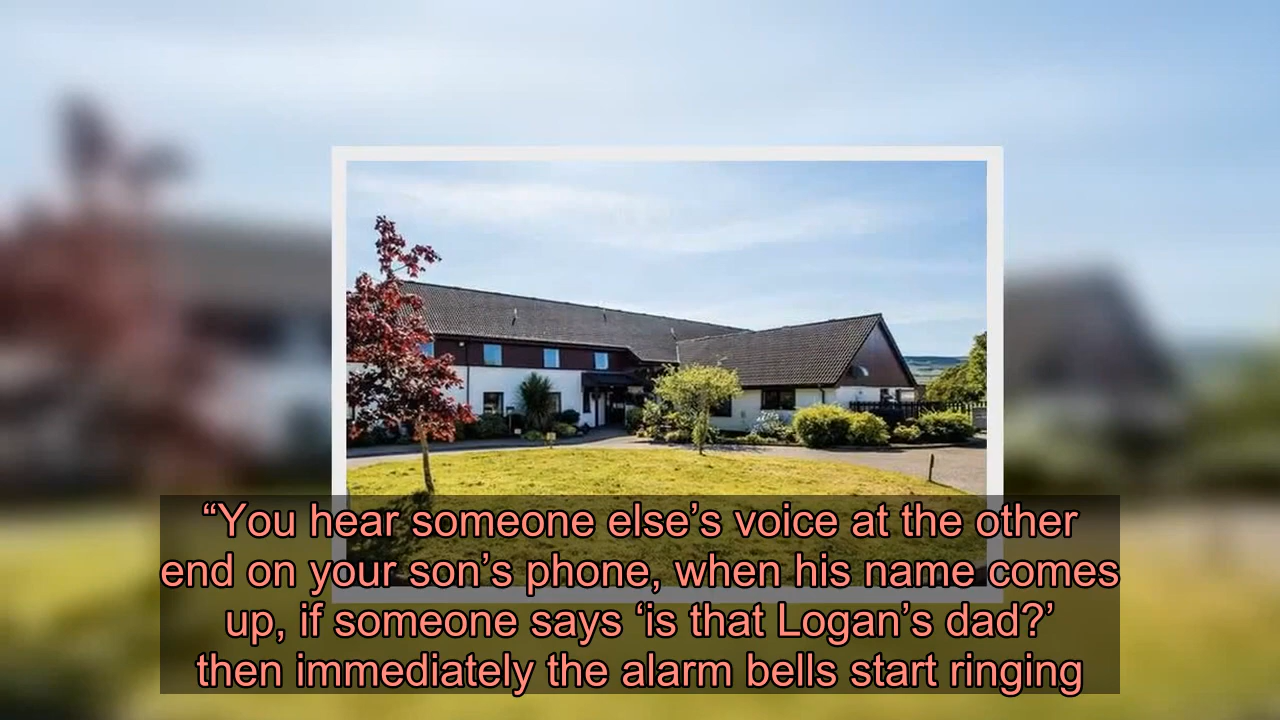 “You hear someone else’s voice at the other
end on your son’s phone, when his name comes
up, if someone says ‘is that Logan’s dad?’
then immediately the alarm bells start ringing